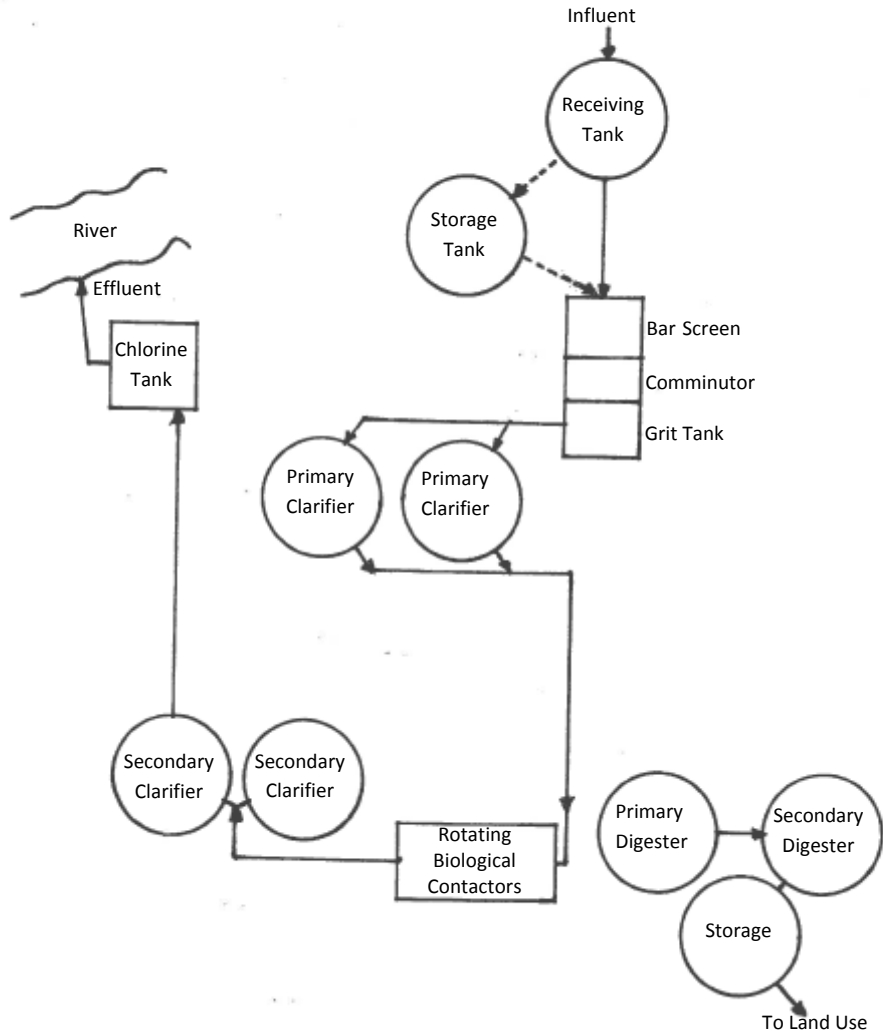 Influent
Receiving
Tank
Storage
Tank
River
Effluent
Chlorine
Tank
Bar Screen
Comminutor
Grit Tank
Primary
Clarifier
Primary
Clarifier
Secondary
Clarifier
Secondary
Clarifier
Rotating
Biological
Contactors
Primary
Digester
Secondary
Digester
Storage
To Land Use